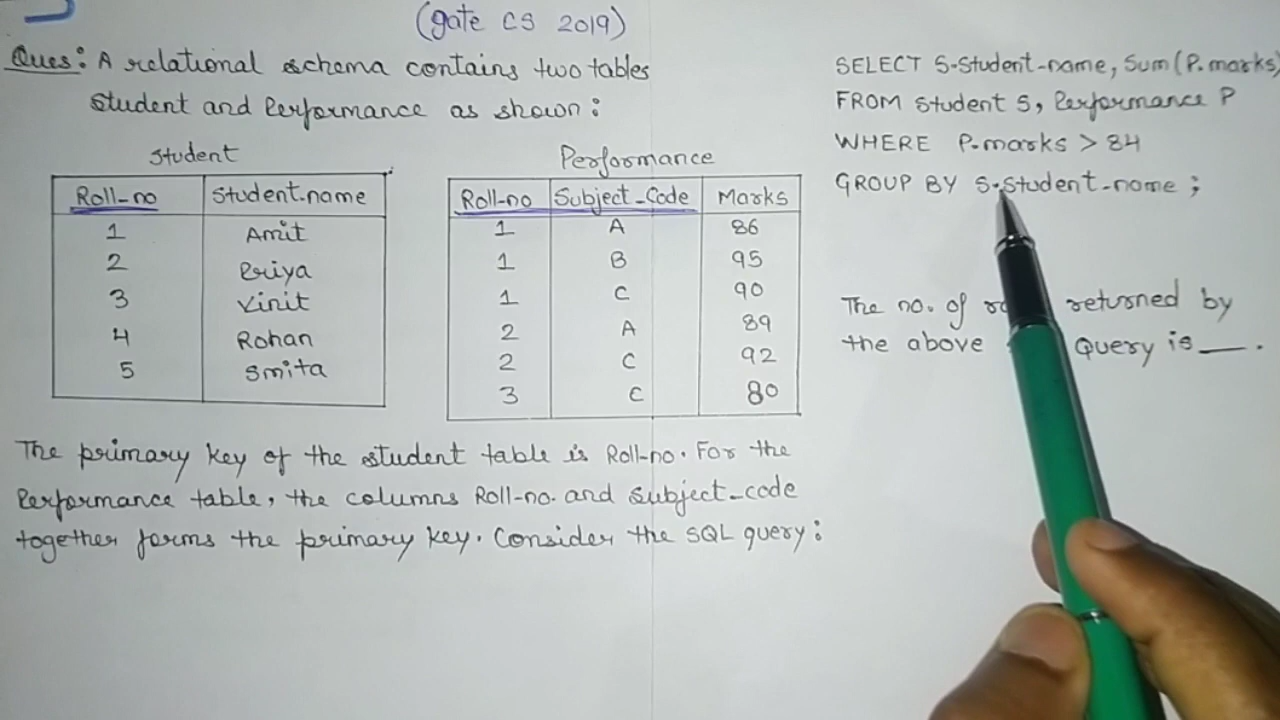 (gate CS 2019)
Ques: A relational schema contains two tables
Student and Performance as shown:
Student
Roll-no Student-name
1 Amit
2 Priya
3 Vinit
4 Rohan
5 Smita
Performance
Roll-no Subject-Code Marks
1 A 86
1 B 95
1 C 90
2 A 89
2 C 92
3 C 80
The primary key of the student table is Roll-no. For the
Performance table, the columns Roll-no. and Subject-code
together forms the primary key. Consider the SQL query:
SELECT S.Student-name, Sum(P.marks)
FROM Student S, Performance P
WHERE P.marks > 84
GROUP BY S.Student-name;
The no. of returned by
the above Query is __.